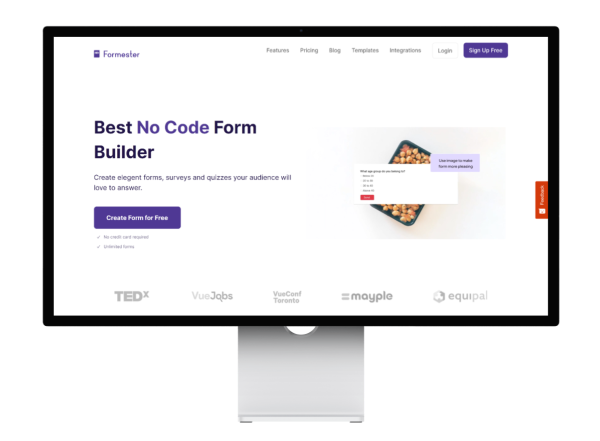 Formester
Features Pricing Blog Templates Integrations Login Sign Up Free
Best No Code Form
Builder
Create elegent forms, surveys and quizzes your audience will
love to answer.
Create Form for Free
✓ No credit card required
✓ Unlimited forms
Use image to make
form more pleasing
What age group do you belong to?
Feedback
TEDx
VueJobs
VueConf
Toronto
mayple
equipal